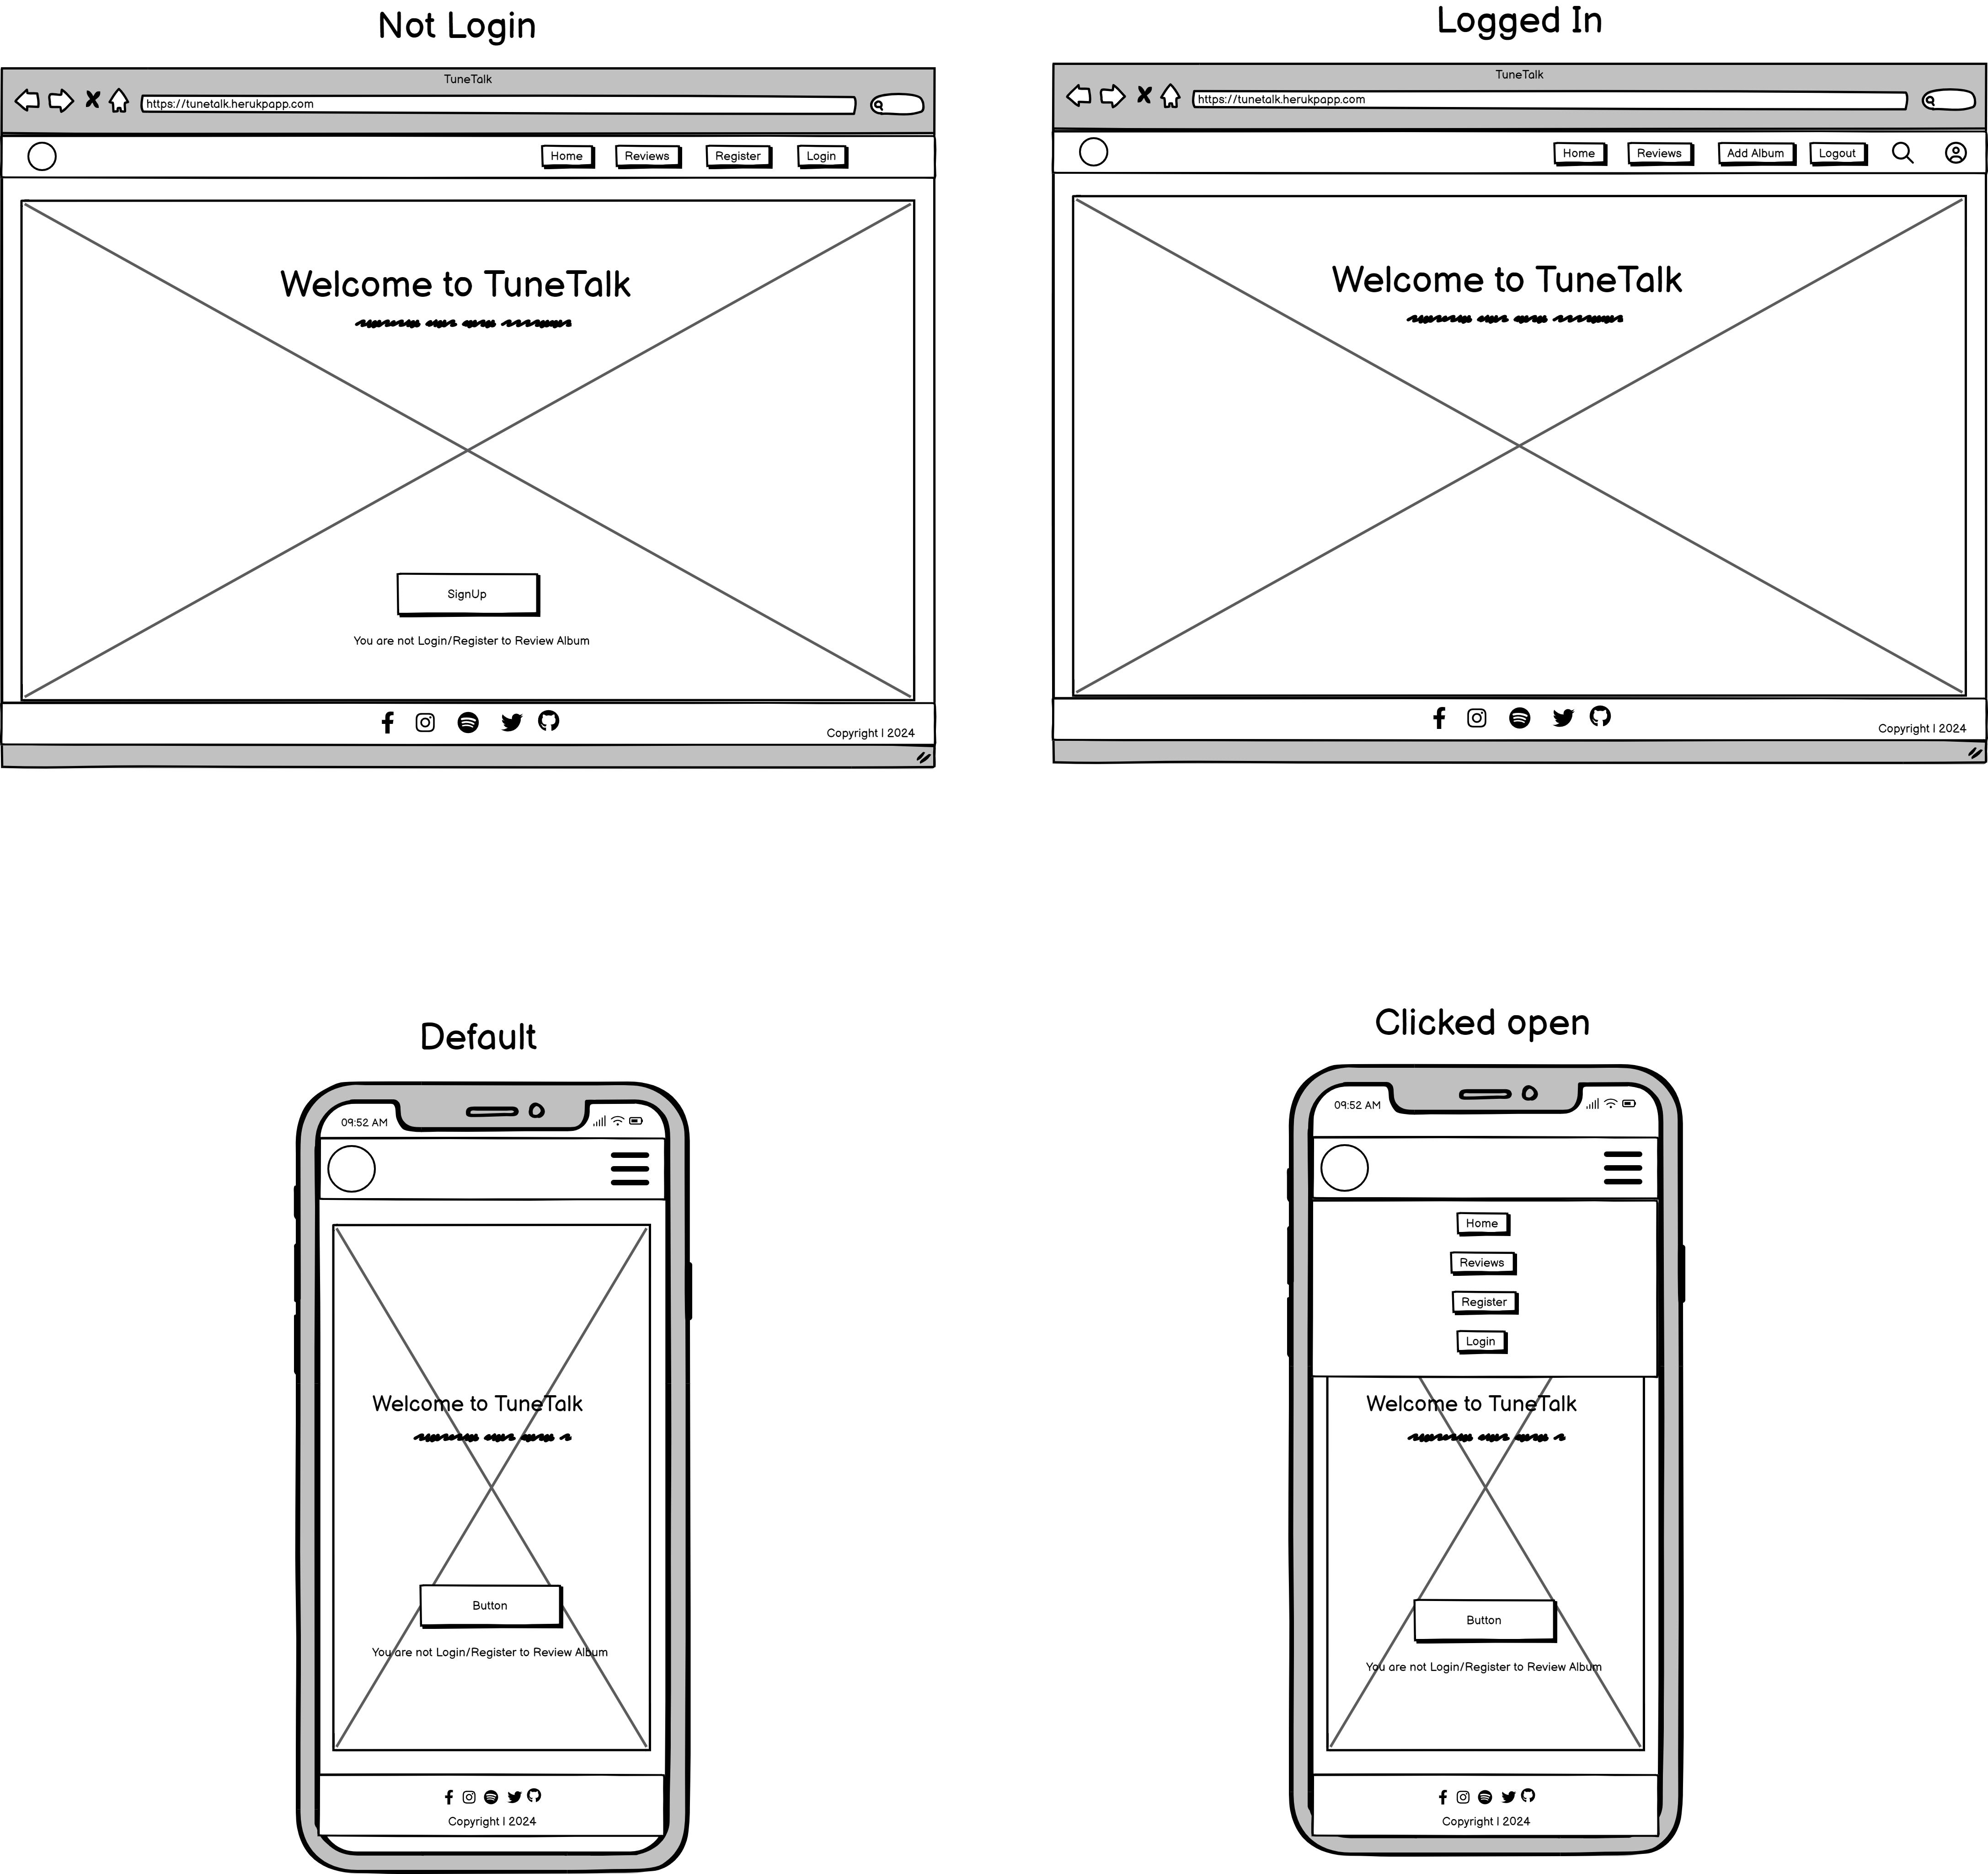 Not Login
TuneTalk
https://tunetalk.herukpapp.com
Home Reviews Register Login
Welcome to TuneTalk
SignUp
You are not Login/Register to Review Album
Copyright | 2024
Logged In
TuneTalk
https://tunetalk.herukpapp.com
Home Reviews Add Album Logout
Welcome to TuneTalk
Copyright | 2024
Default
09:52 AM
Welcome to TuneTalk
Button
You are not Login/Register to Review Album
Copyright | 2024
Clicked open
09:52 AM
Home
Reviews
Register
Login
Welcome to TuneTalk
Button
You are not Login/Register to Review Album
Copyright | 2024